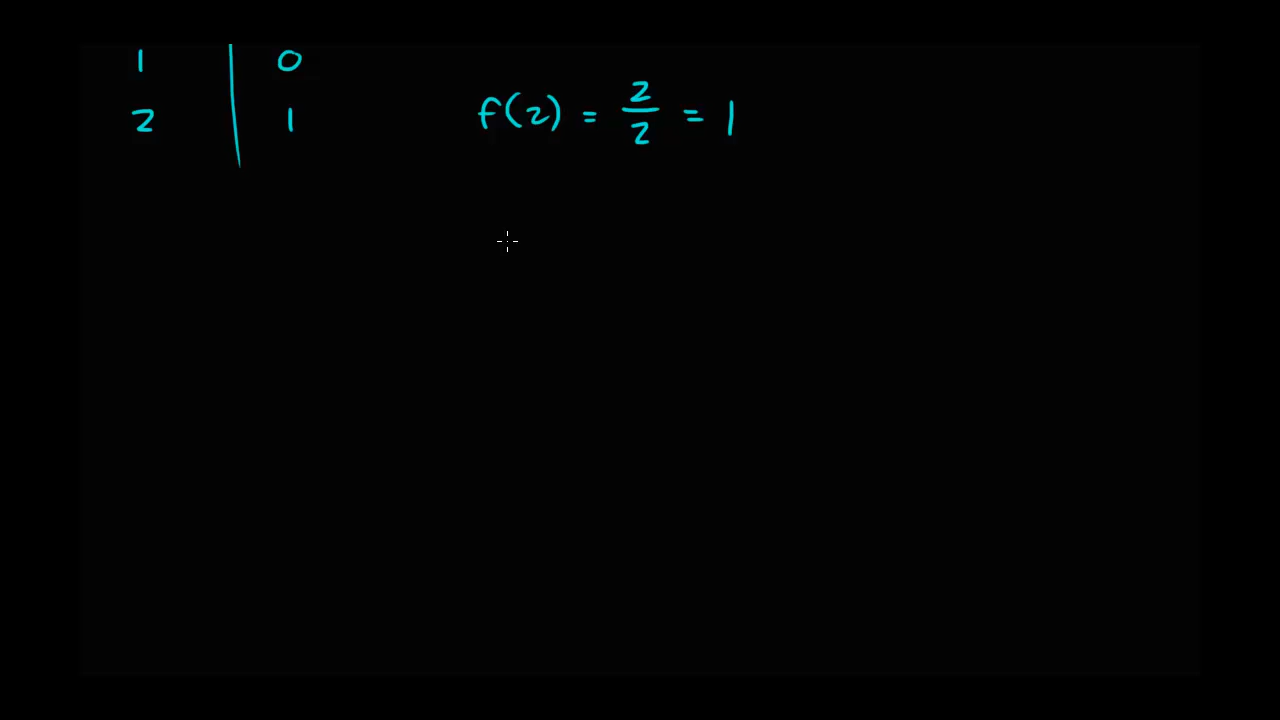 1 | 0
2 | 1 f(2) = 2/2 = 1